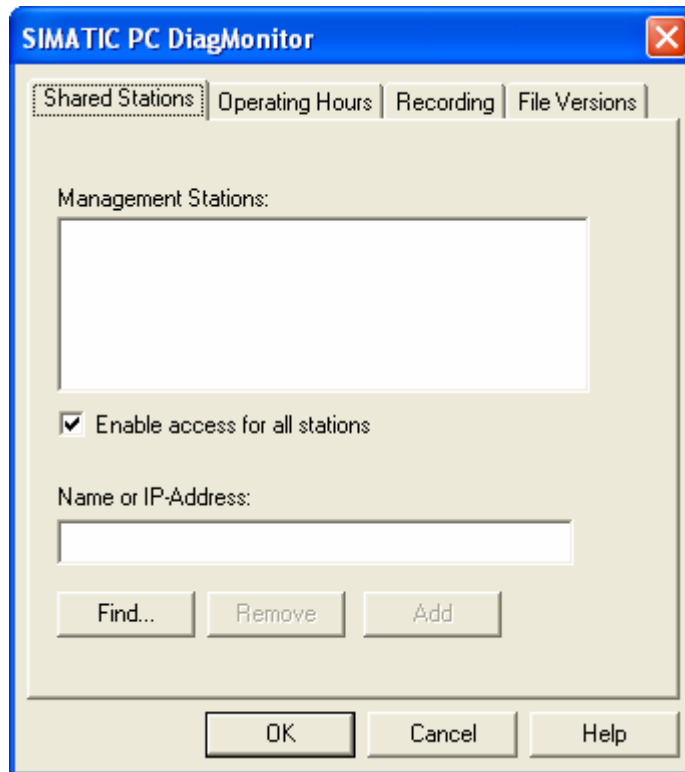 SIMATIC PC DiagMonitor
Shared Stations Operating Hours Recording File Versions
Management Stations:
Enable access for all stations
Name or IP-Address:
Find... Remove Add
OK Cancel Help